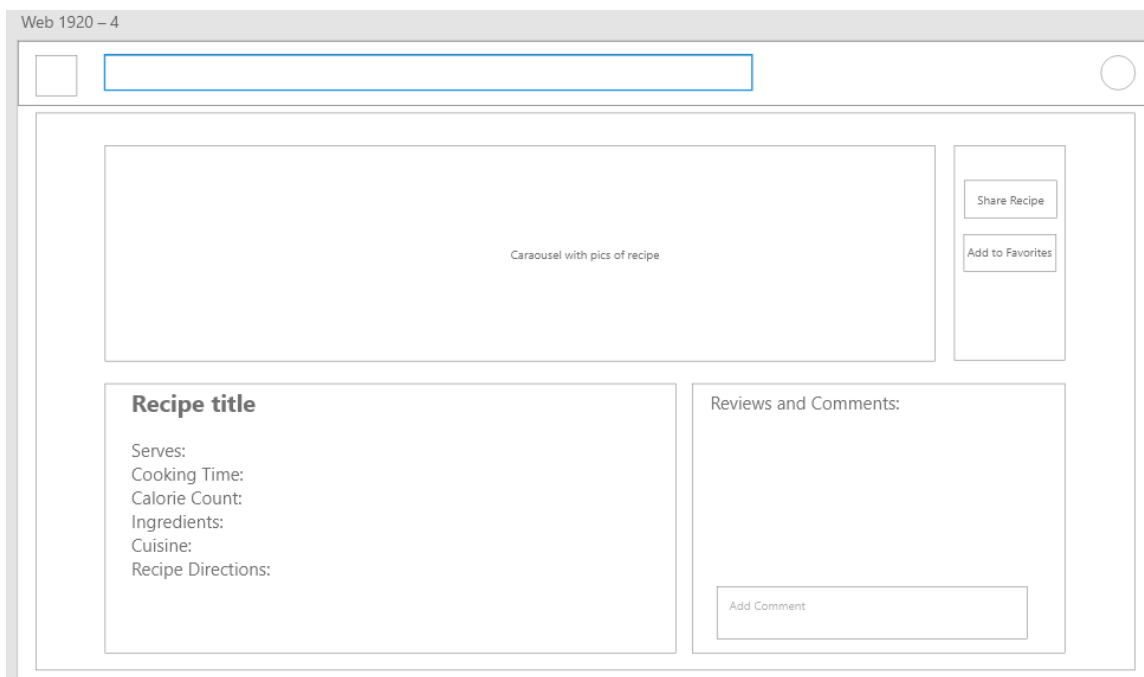 Web 1920 – 4
Caraousel with pics of recipe
Share Recipe
Add to Favorites
Recipe title
Serves:
Cooking Time:
Calorie Count:
Ingredients:
Cuisine:
Recipe Directions:
Reviews and Comments:
Add Comment